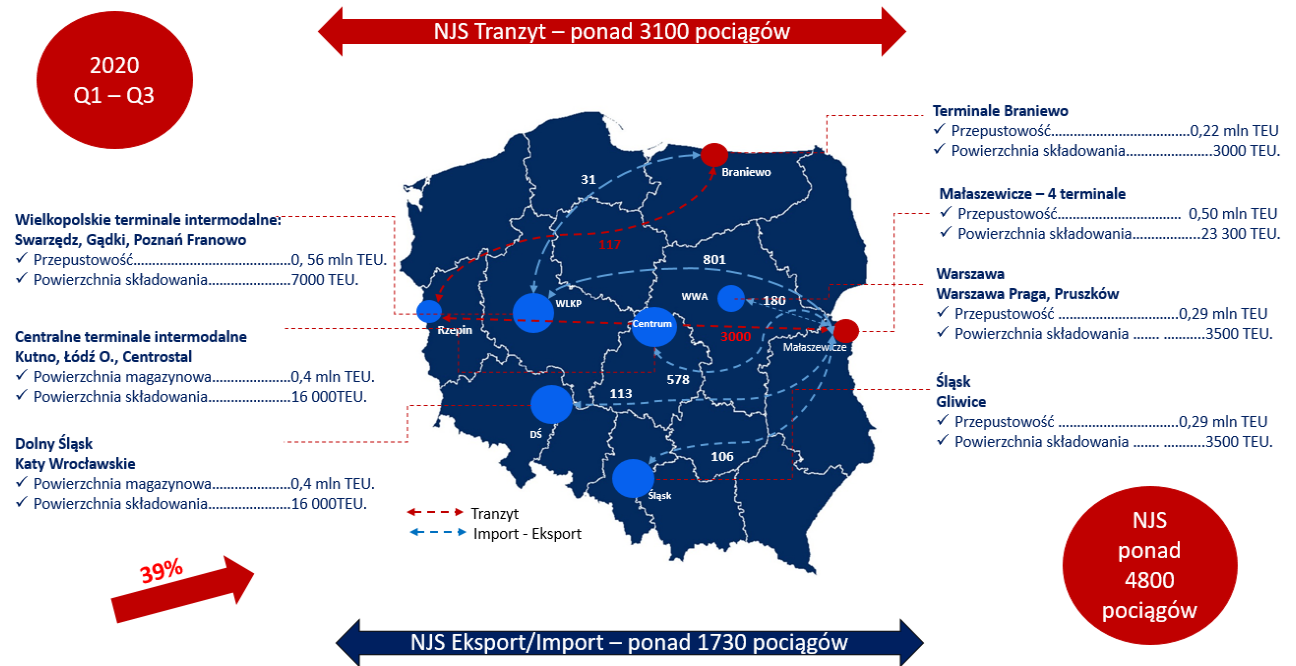 NJS Tranzyt – ponad 3100 pociągów
2020
Q1 – Q3
Wielkopolskie terminale intermodalne:
Swarzędz, Gądki, Poznań Franowo
✓ Przepustowość..............................0, 56 mln TEU.
✓ Powierzchnia składowania......................7000 TEU.
Centralne terminale intermodalne
Kutno, Łódź O., Centrostal
✓ Powierzchnia magazynowa...............0,4 mln TEU.
✓ Powierzchnia składowania......................16 000TEU.
Dolny Śląsk
Katy Wrocławskie
✓ Powierzchnia magazynowa...............0,4 mln TEU.
✓ Powierzchnia składowania......................16 000TEU.
39%
Braniewo
31
117
801
WWA
180
WLKP
Rzepin
Centrum
3000
Małaszewicze
578
113
DŚ
106
Śląsk
Tranzyt
Import - Eksport
Terminale Braniewo
✓ Przepustowość..................................0,22 mln TEU
✓ Powierzchnia składowania.......................3000 TEU.
Małaszewicze – 4 terminale
✓ Przepustowość.............................. 0,50 mln TEU
✓ Powierzchnia składowania...................23 300 TEU.
Warszawa
Warszawa Praga, Pruszków
✓ Przepustowość ..............................0,29 mln TEU
✓ Powierzchnia składowania ....... ..........3500 TEU.
Śląsk
Gliwice
✓ Przepustowość ..............................0,29 mln TEU
✓ Powierzchnia składowania ....... ..........3500 TEU.
NJS
ponad
4800
pociągów
NJS Eksport/Import – ponad 1730 pociągów